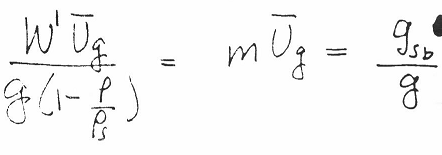 W' Ū_g / g(1 - ρ/ρ_s) = m Ū_g = g_sb / g